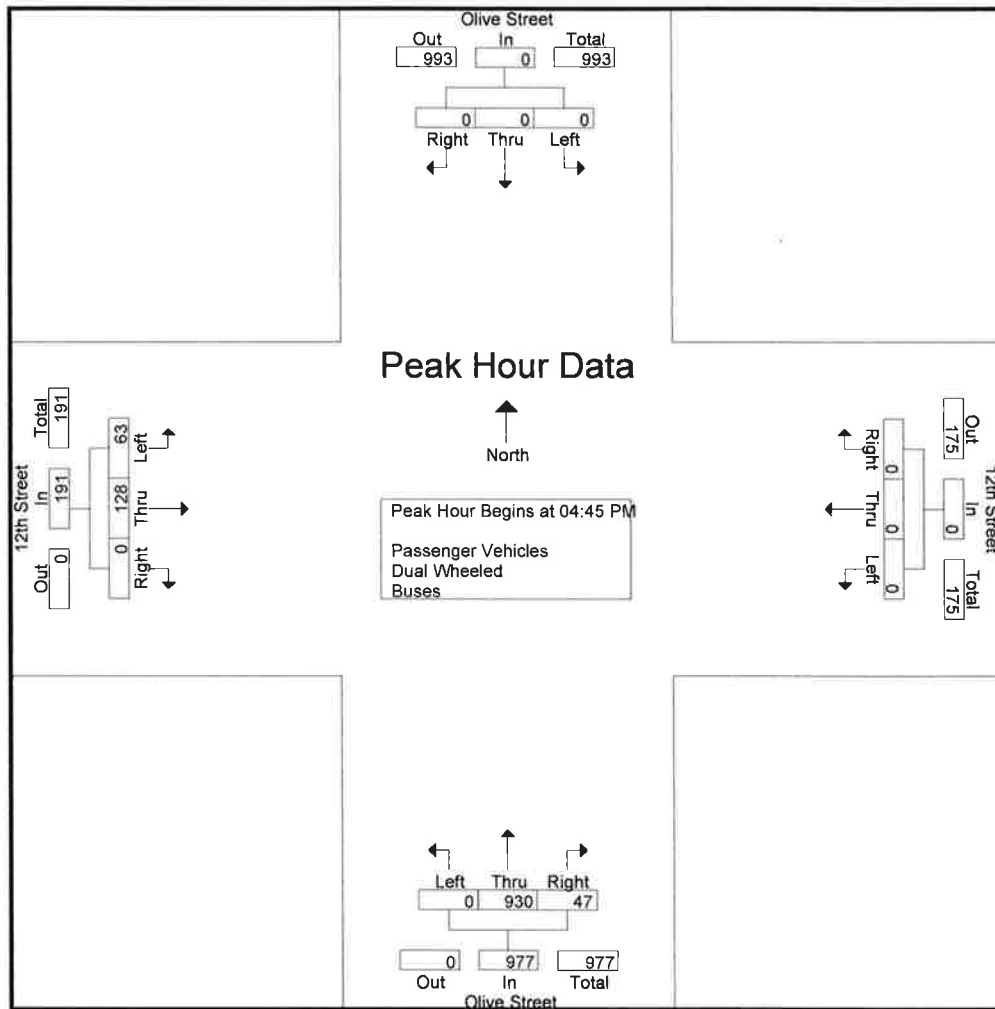 Olive Street
Out In Total
993 0 993
0 0 0
Right Thru Left
Peak Hour Data
North
Peak Hour Begins at 04:45 PM
Passenger Vehicles
Dual Wheeled
Buses
12th Street
Out In Total
0 191 191
0 128 63
Right Thru Left
12th Street
Out In Total
175 0 175
0 0 0
Right Thru Left
Left Thru Right
0 930 47
0 977 977
Out In Total
Olive Street